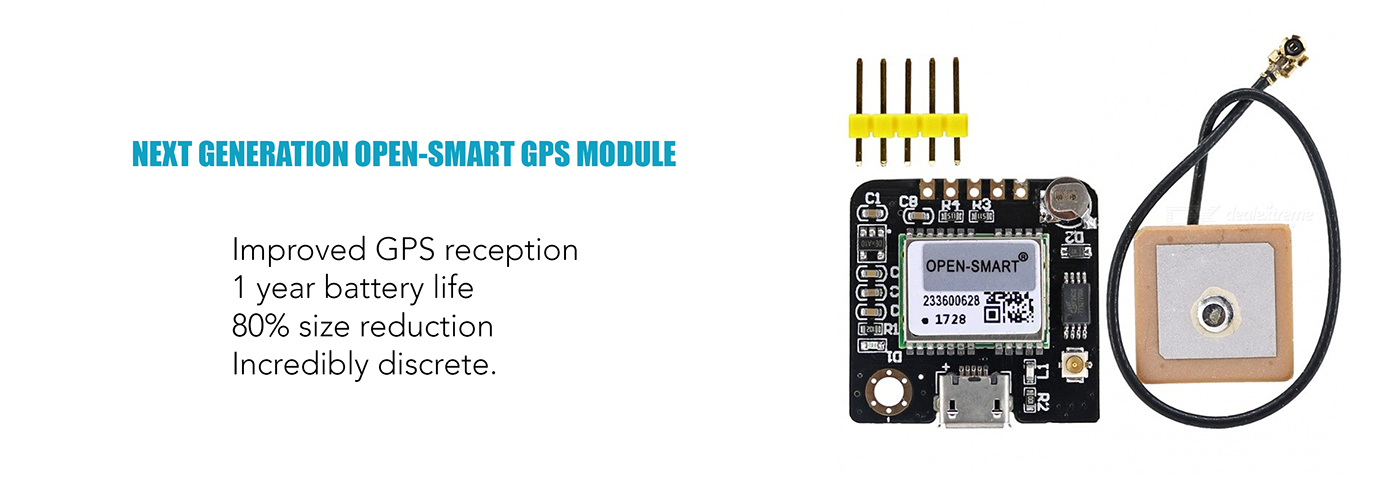 NEXT GENERATION OPEN-SMART GPS MODULE
Improved GPS reception
1 year battery life
80% size reduction
Incredibly discrete.
C1
C8
R4
R3
D2
OPEN-SMART®
233600628
1728
R1
D1
+
L1
R2
dealextreme